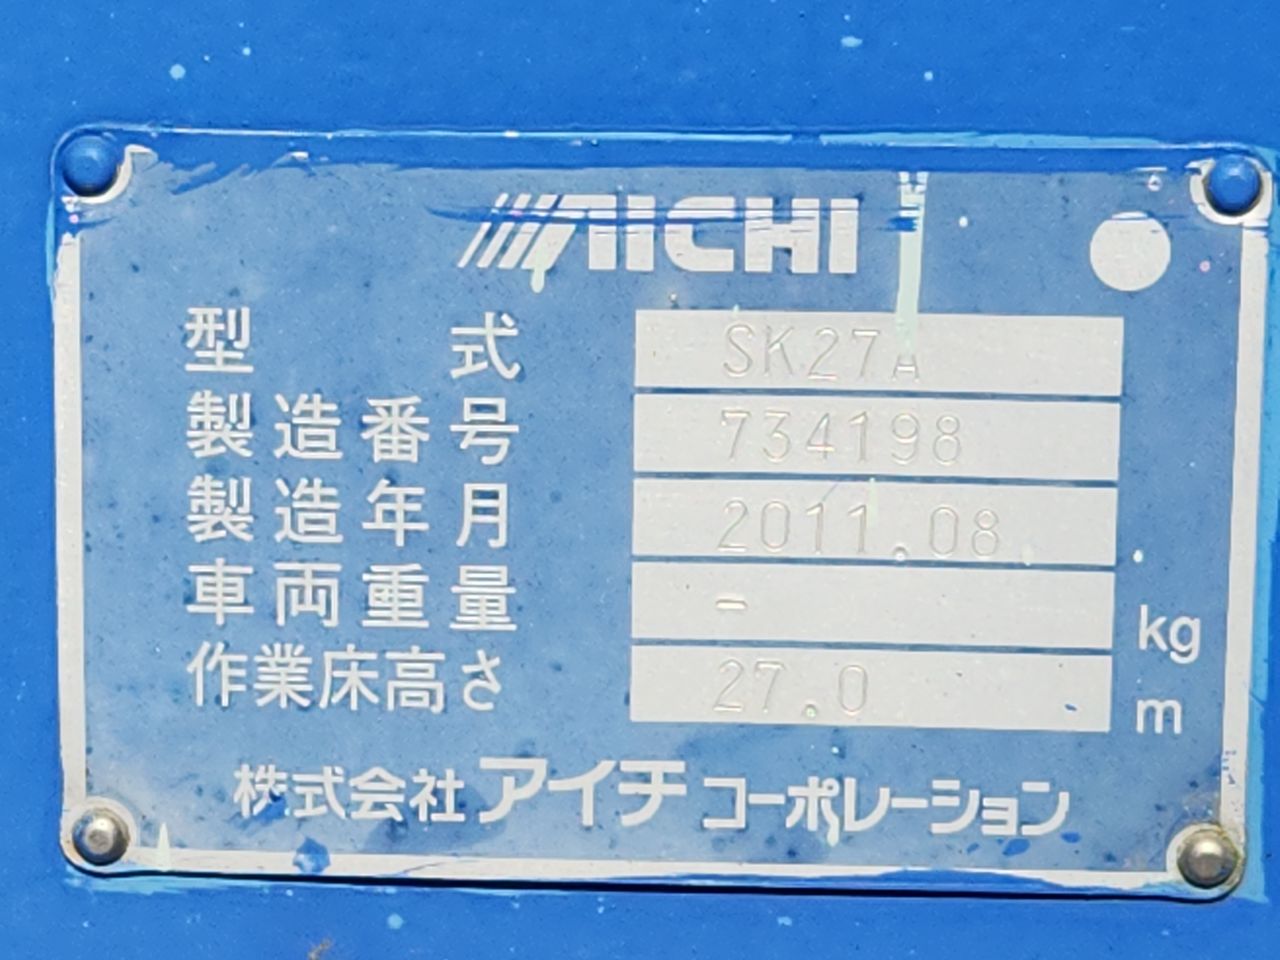 AICHI
型式 SK27A
製造番号 734198
製造年月 2011.08
車両重量 - kg
作業床高さ 27.0 m
株式会社アイチコーポレーション